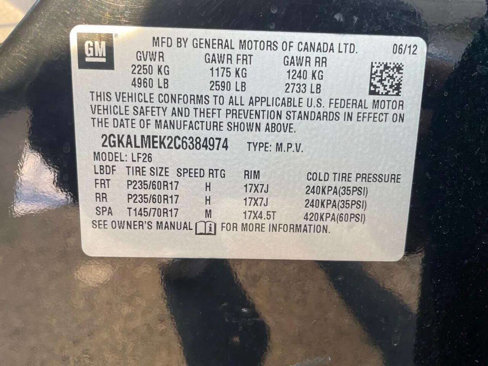 GM
MFD BY GENERAL MOTORS OF CANADA LTD. 06/12
GVWR GAWR FRT GAWR RR
2250 KG 1175 KG 1240 KG
4960 LB 2590 LB 2733 LB
THIS VEHICLE CONFORMS TO ALL APPLICABLE U.S. FEDERAL MOTOR
VEHICLE SAFETY AND THEFT PREVENTION STANDARDS IN EFFECT ON
THE DATE OF MANUFACTURE SHOWN ABOVE.
2GKALMEK2C6384974 TYPE: M.P.V.
MODEL: LF26
LBDF TIRE SIZE SPEED RTG RIM COLD TIRE PRESSURE
FRT P235/60R17 H 17X7J 240KPA(35PSI)
RR P235/60R17 H 17X7J 240KPA(35PSI)
SPA T145/70R17 M 17X4.5T 420KPA(60PSI)
SEE OWNER'S MANUAL FOR MORE INFORMATION.